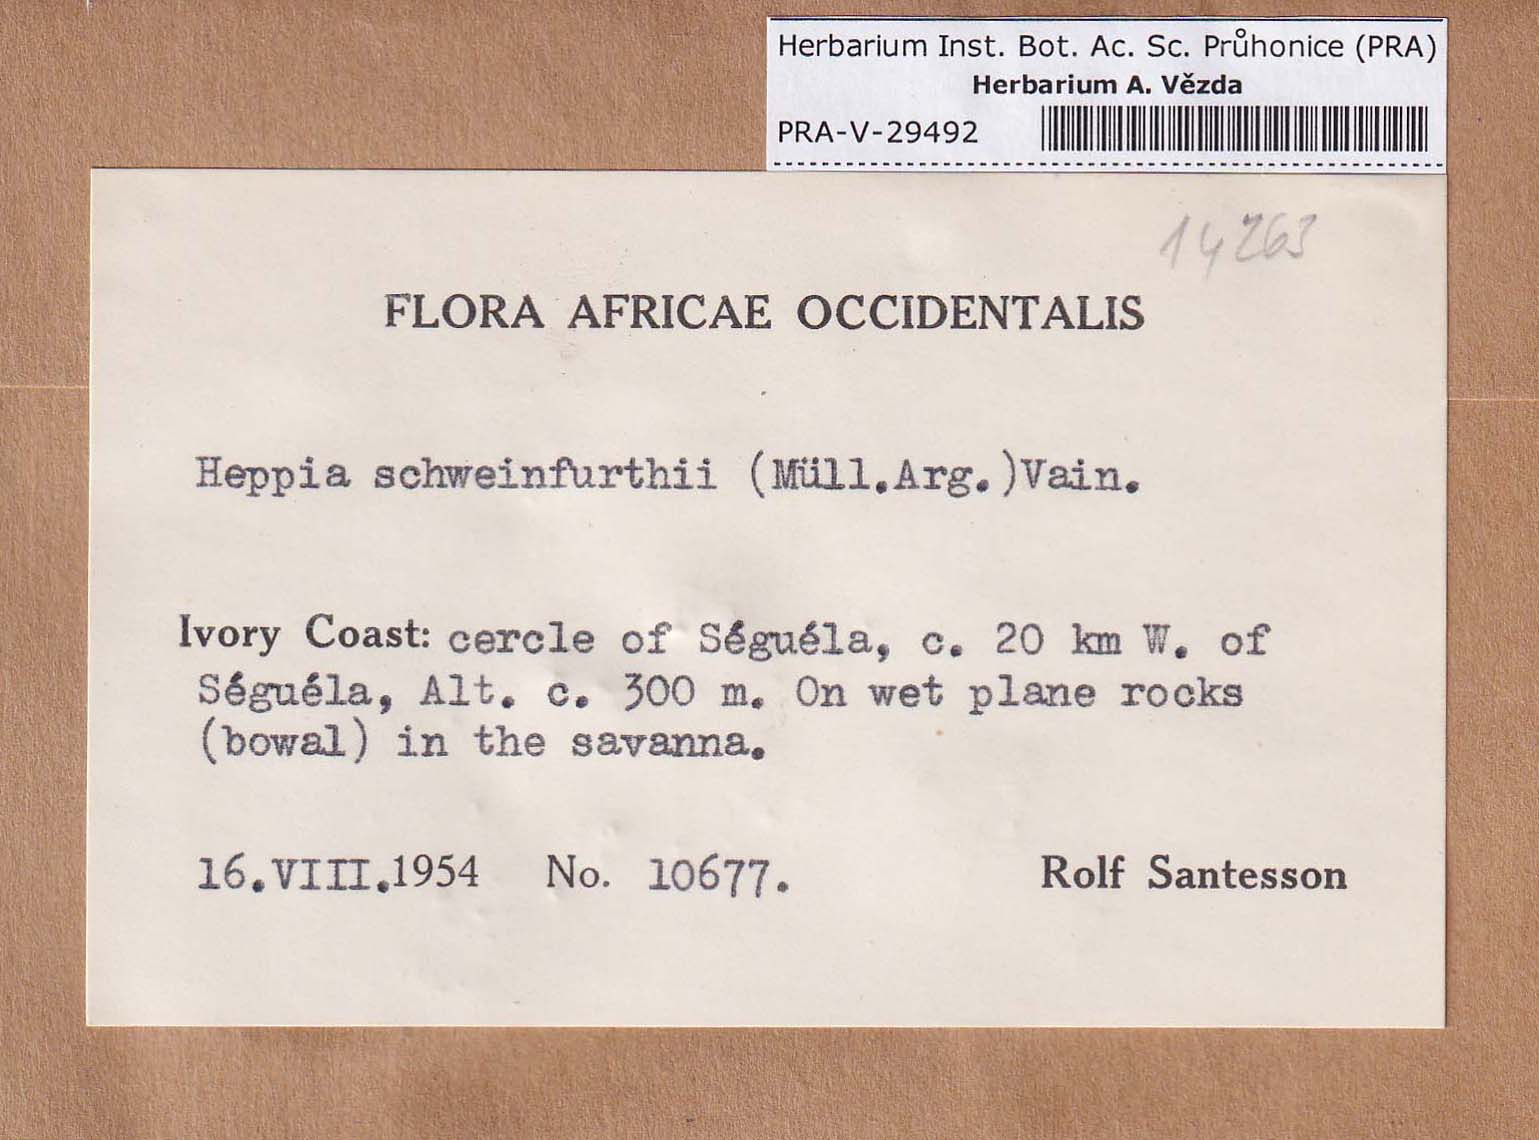 Herbarium Inst. Bot. Ac. Sc. Průhonice (PRA)
Herbarium A. Vězda
PRA-V-29492
14263
FLORA AFRICAE OCCIDENTALIS
Heppia schweinfurthii (Müll.Arg.)Vain.
Ivory Coast: cercle of Séguéla, c. 20 km W. of
Séguéla, Alt. c. 300 m. On wet plane rocks
(bowal) in the savanna.
16.VIII.1954 No. 10677. Rolf Santesson